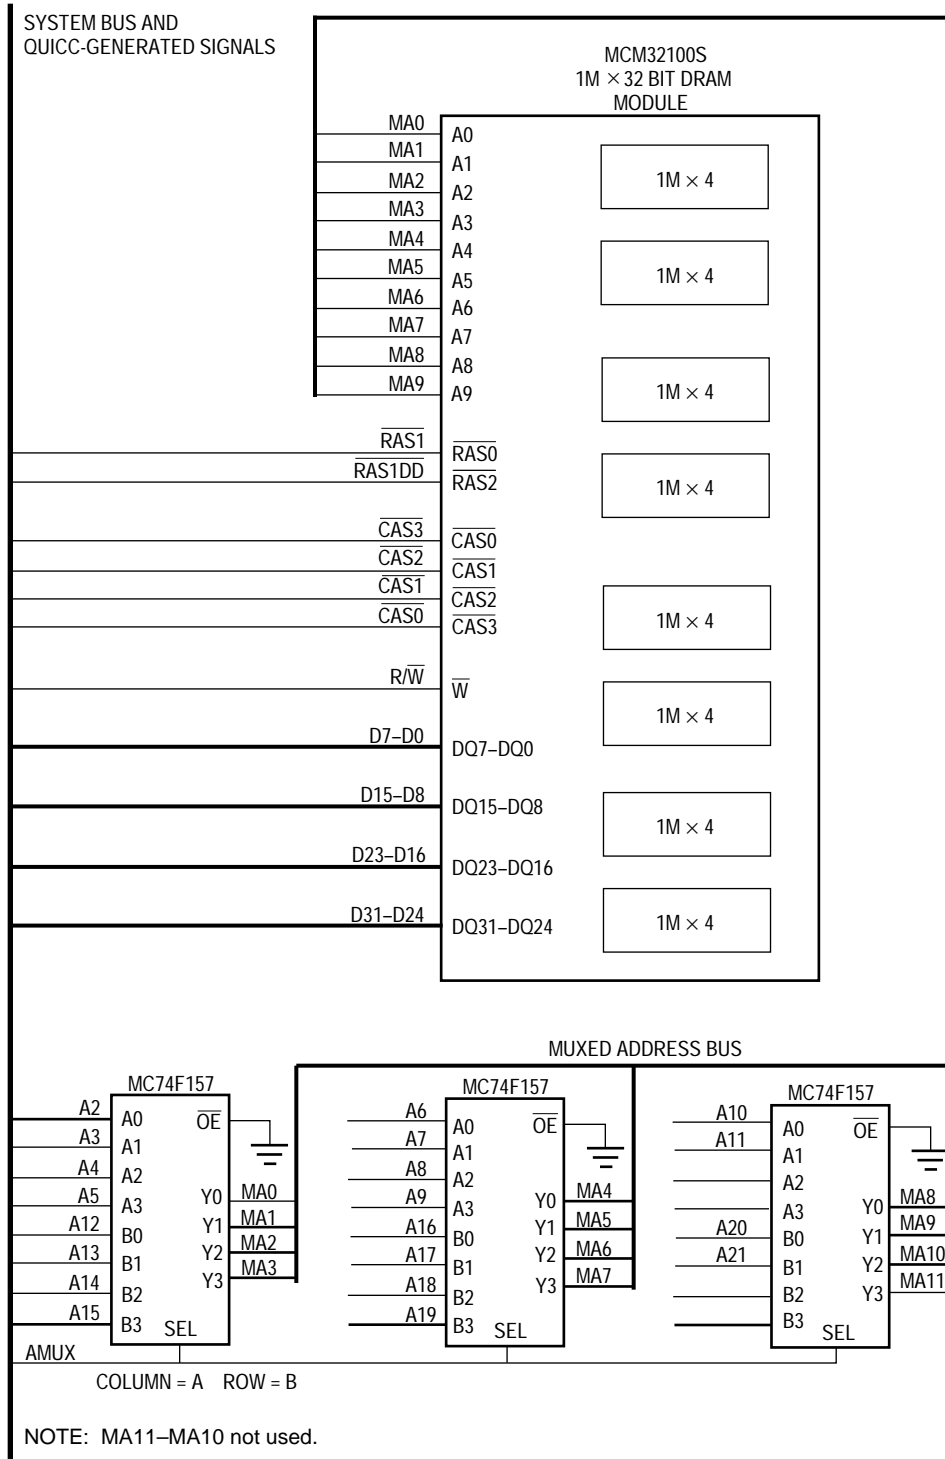 SYSTEM BUS AND
QUICC-GENERATED SIGNALS
MCM32100S
1M × 32 BIT DRAM
MODULE
MA0 A0
MA1 A1
MA2 A2
MA3 A3
MA4 A4
MA5 A5
MA6 A6
MA7 A7
MA8 A8
MA9 A9
RAS1 RAS0
RAS1DD RAS2
CAS3 CAS0
CAS2 CAS1
CAS1 CAS2
CAS0 CAS3
R/W W
D7–D0 DQ7–DQ0
D15–D8 DQ15–DQ8
D23–D16 DQ23–DQ16
D31–D24 DQ31–DQ24
1M × 4
1M × 4
1M × 4
1M × 4
1M × 4
1M × 4
1M × 4
1M × 4
MUXED ADDRESS BUS
MC74F157
A2 A0 OE
A3 A1
A4 A2
A5 A3 Y0 MA0
A12 B0 Y1 MA1
A13 B1 Y2 MA2
A14 B2 Y3 MA3
A15 B3 SEL
MC74F157
A6 A0 OE
A7 A1
A8 A2
A9 A3 Y0 MA4
A16 B0 Y1 MA5
A17 B1 Y2 MA6
A18 B2 Y3 MA7
A19 B3 SEL
MC74F157
A10 A0 OE
A11 A1
A2
A3 Y0 MA8
A20 B0 Y1 MA9
A21 B1 Y2 MA10
B2 Y3 MA11
B3 SEL
AMUX
COLUMN = A ROW = B
NOTE: MA11–MA10 not used.